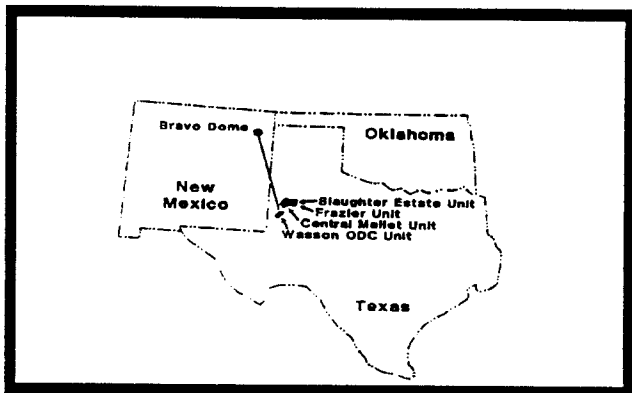 Bravo Dome
Oklahoma
New
Mexico
Slaughter Estate Unit
Frazier Unit
Central Mallet Unit
Wasson ODC Unit
Texas